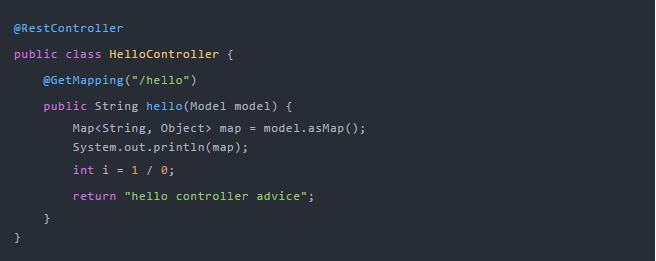 @RestController
public class HelloController {
    @GetMapping("/hello")
    public String hello(Model model) {
        Map<String, Object> map = model.asMap();
        System.out.println(map);
        int i = 1 / 0;
        return "hello controller advice";
    }
}